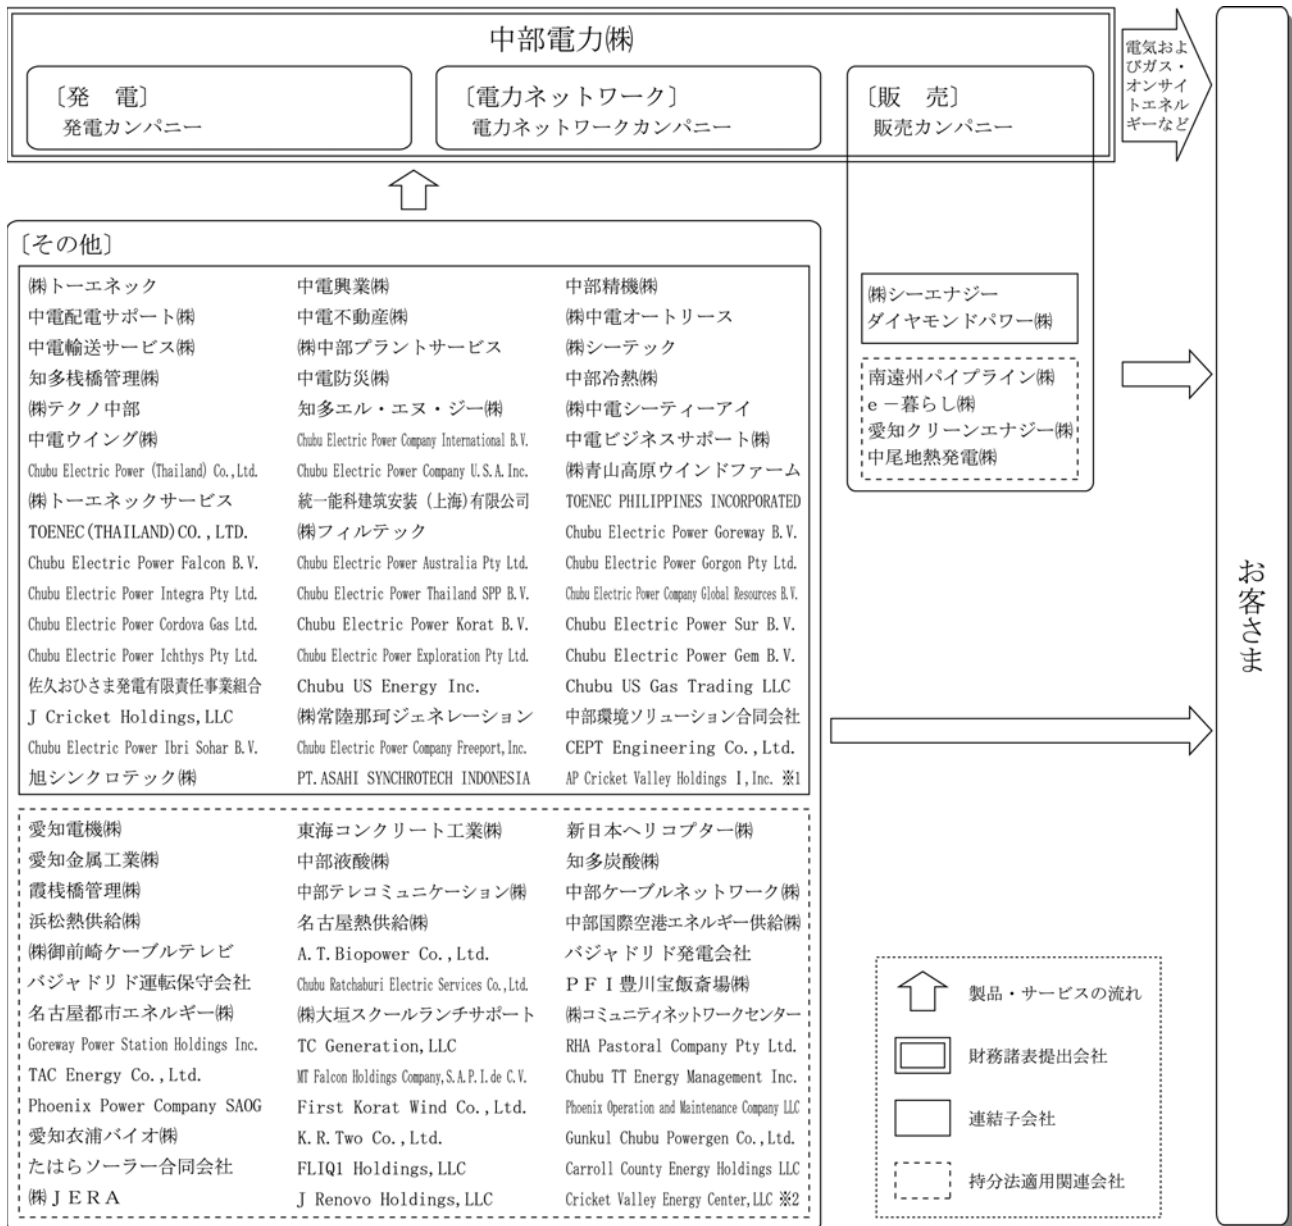 中部電力㈱
〔発　電〕
発電カンパニー
〔電力ネットワーク〕
電力ネットワークカンパニー
〔販　売〕
販売カンパニー
電気およ
びガス・
オンサイ
トエネル
ギーなど
お客さま
〔その他〕
㈱トーエネック　中電興業㈱　中部精機㈱
中電配電サポート㈱　中電不動産㈱　㈱中電オートリース
中電輸送サービス㈱　㈱中部プラントサービス　㈱シーテック
知多桟橋管理㈱　中電防災㈱　中部冷熱㈱
㈱テクノ中部　知多エル・エヌ・ジー㈱　㈱中電シーティーアイ
中電ウイング㈱　Chubu Electric Power Company International B.V.　中電ビジネスサポート㈱
Chubu Electric Power (Thailand) Co.,Ltd.　Chubu Electric Power Company U.S.A.Inc.　㈱青山高原ウインドファーム
㈱トーエネックサービス　統一能科建筑安装（上海)有限公司　TOENEC PHILIPPINES INCORPORATED
TOENEC(THAILAND)CO.,LTD.　㈱フィルテック　Chubu Electric Power Goreway B.V.
Chubu Electric Power Falcon B.V.　Chubu Electric Power Australia Pty Ltd.　Chubu Electric Power Gorgon Pty Ltd.
Chubu Electric Power Integra Pty Ltd.　Chubu Electric Power Thailand SPP B.V.　Chubu Electric Power Company Global Resources B.V.
Chubu Electric Power Cordova Gas Ltd.　Chubu Electric Power Korat B.V.　Chubu Electric Power Sur B.V.
Chubu Electric Power Ichthys Pty Ltd.　Chubu Electric Power Exploration Pty Ltd.　Chubu Electric Power Gem B.V.
佐久おひさま発電有限責任事業組合　Chubu US Energy Inc.　Chubu US Gas Trading LLC
J Cricket Holdings,LLC　㈱常陸那珂ジェネレーション　中部環境ソリューション合同会社
Chubu Electric Power Ibri Sohar B.V.　Chubu Electric Power Company Freeport,Inc.　CEPT Engineering Co.,Ltd.
旭シンクロテック㈱　PT.ASAHI SYNCHROTECH INDONESIA　AP Cricket Valley Holdings I,Inc. ※1
㈱シーエナジー
ダイヤモンドパワー㈱
南遠州パイプライン㈱
e－暮らし㈱
愛知クリーンエナジー㈱
中尾地熱発電㈱
愛知電機㈱　東海コンクリート工業㈱　新日本ヘリコプター㈱
愛知金属工業㈱　中部液酸㈱　知多炭酸㈱
霞桟橋管理㈱　中部テレコミュニケーション㈱　中部ケーブルネットワーク㈱
浜松熱供給㈱　名古屋熱供給㈱　中部国際空港エネルギー供給㈱
㈱御前崎ケーブルテレビ　A.T.Biopower Co.,Ltd.　バジャドリド発電会社
バジャドリド運転保守会社　Chubu Ratchaburi Electric Services Co.,Ltd.　ＰＦＩ豊川宝飯斎場㈱
名古屋都市エネルギー㈱　㈱大垣スクールランチサポート　㈱コミュニティネットワークセンター
Goreway Power Station Holdings Inc.　TC Generation,LLC　RHA Pastoral Company Pty Ltd.
TAC Energy Co.,Ltd.　MT Falcon Holdings Company,S.A.P.I.de C.V.　Chubu TT Energy Management Inc.
Phoenix Power Company SAOG　First Korat Wind Co.,Ltd.　Phoenix Operation and Maintenance Company LLC
愛知衣浦バイオ㈱　K.R.Two Co.,Ltd.　Gunkul Chubu Powergen Co.,Ltd.
たはらソーラー合同会社　FLIQ1 Holdings,LLC　Carroll County Energy Holdings LLC
㈱ＪＥＲＡ　J Renovo Holdings,LLC　Cricket Valley Energy Center,LLC ※2
製品・サービスの流れ
財務諸表提出会社
連結子会社
持分法適用関連会社